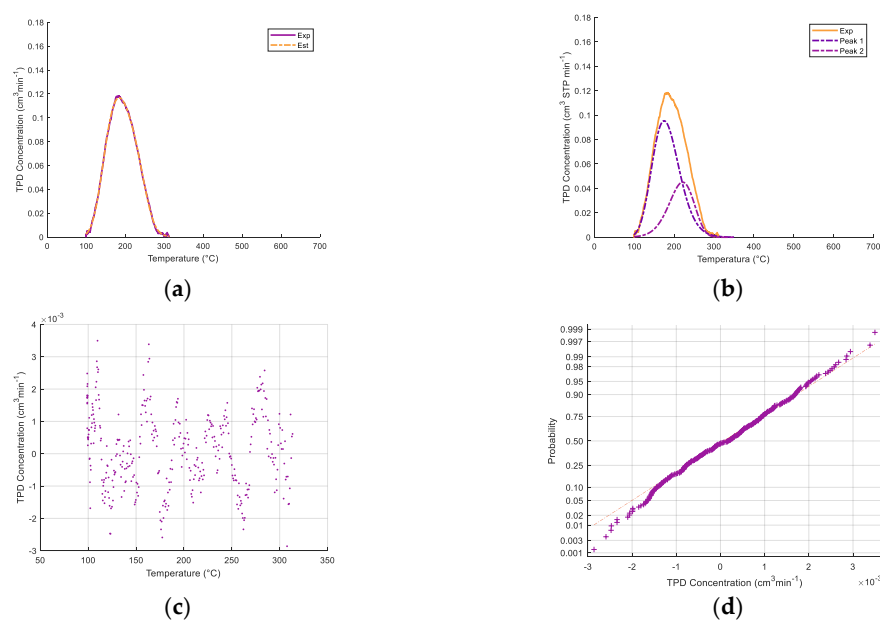 0.18
0.16
0.14
0.12
0.1
0.08
0.06
0.04
0.02
0
TPD Concentration (cm³min⁻¹)
Exp
Est
0 100 200 300 400 500 600 700
Temperature (°C)
(a)
0.18
0.16
0.14
0.12
0.1
0.08
0.06
0.04
0.02
0
TPD Concentration (cm³ STP min⁻¹)
Exp
Peak 1
Peak 2
0 100 200 300 400 500 600 700
Temperatura (°C)
(b)
×10⁻³
4
3
2
1
0
-1
-2
-3
TPD Concentration (cm³min⁻¹)
50 100 150 200 250 300 350
Temperature (°C)
(c)
0.999
0.997
0.99
0.98
0.95
0.90
0.75
0.50
0.25
0.10
0.05
0.02
0.01
0.003
0.001
Probability
-3 -2 -1 0 1 2 3
TPD Concentration (cm³min⁻¹)
(d)